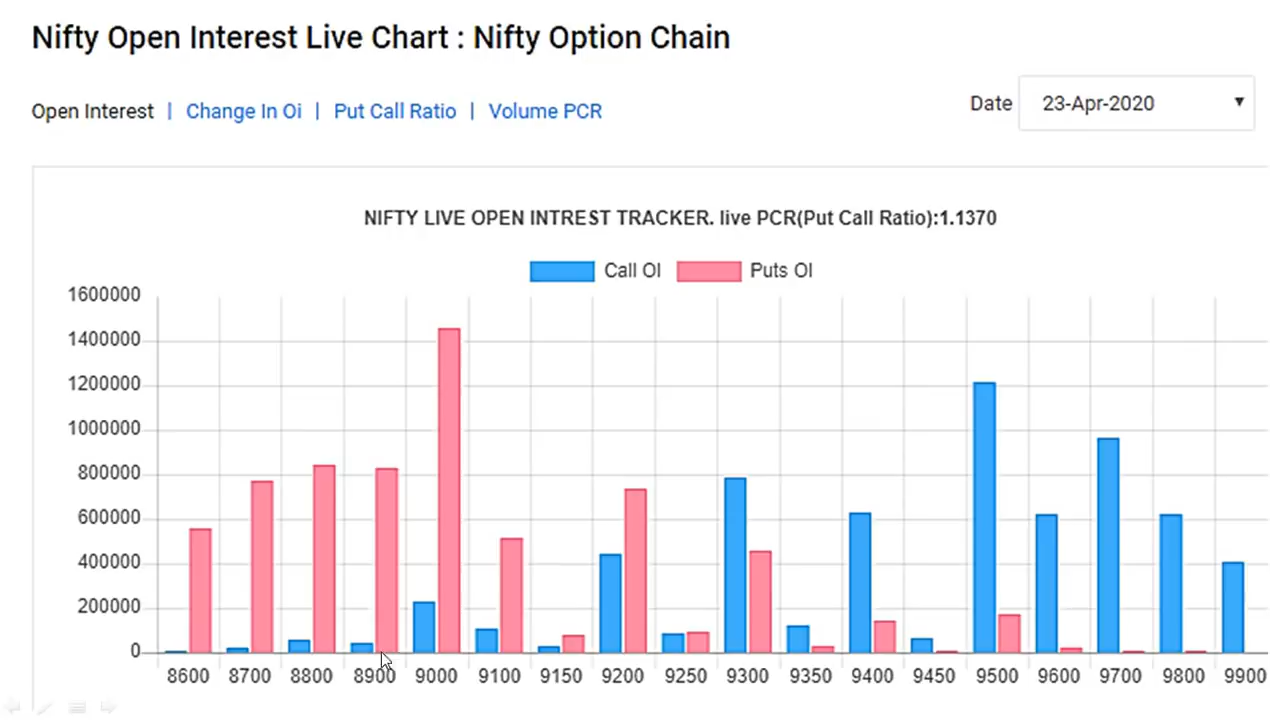 Nifty Open Interest Live Chart : Nifty Option Chain
Open Interest | Change In Oi | Put Call Ratio | Volume PCR
Date 23-Apr-2020
NIFTY LIVE OPEN INTREST TRACKER. live PCR(Put Call Ratio):1.1370
Call OI Puts OI
1600000
1400000
1200000
1000000
800000
600000
400000
200000
0
8600 8700 8800 8900 9000 9100 9150 9200 9250 9300 9350 9400 9450 9500 9600 9700 9800 9900